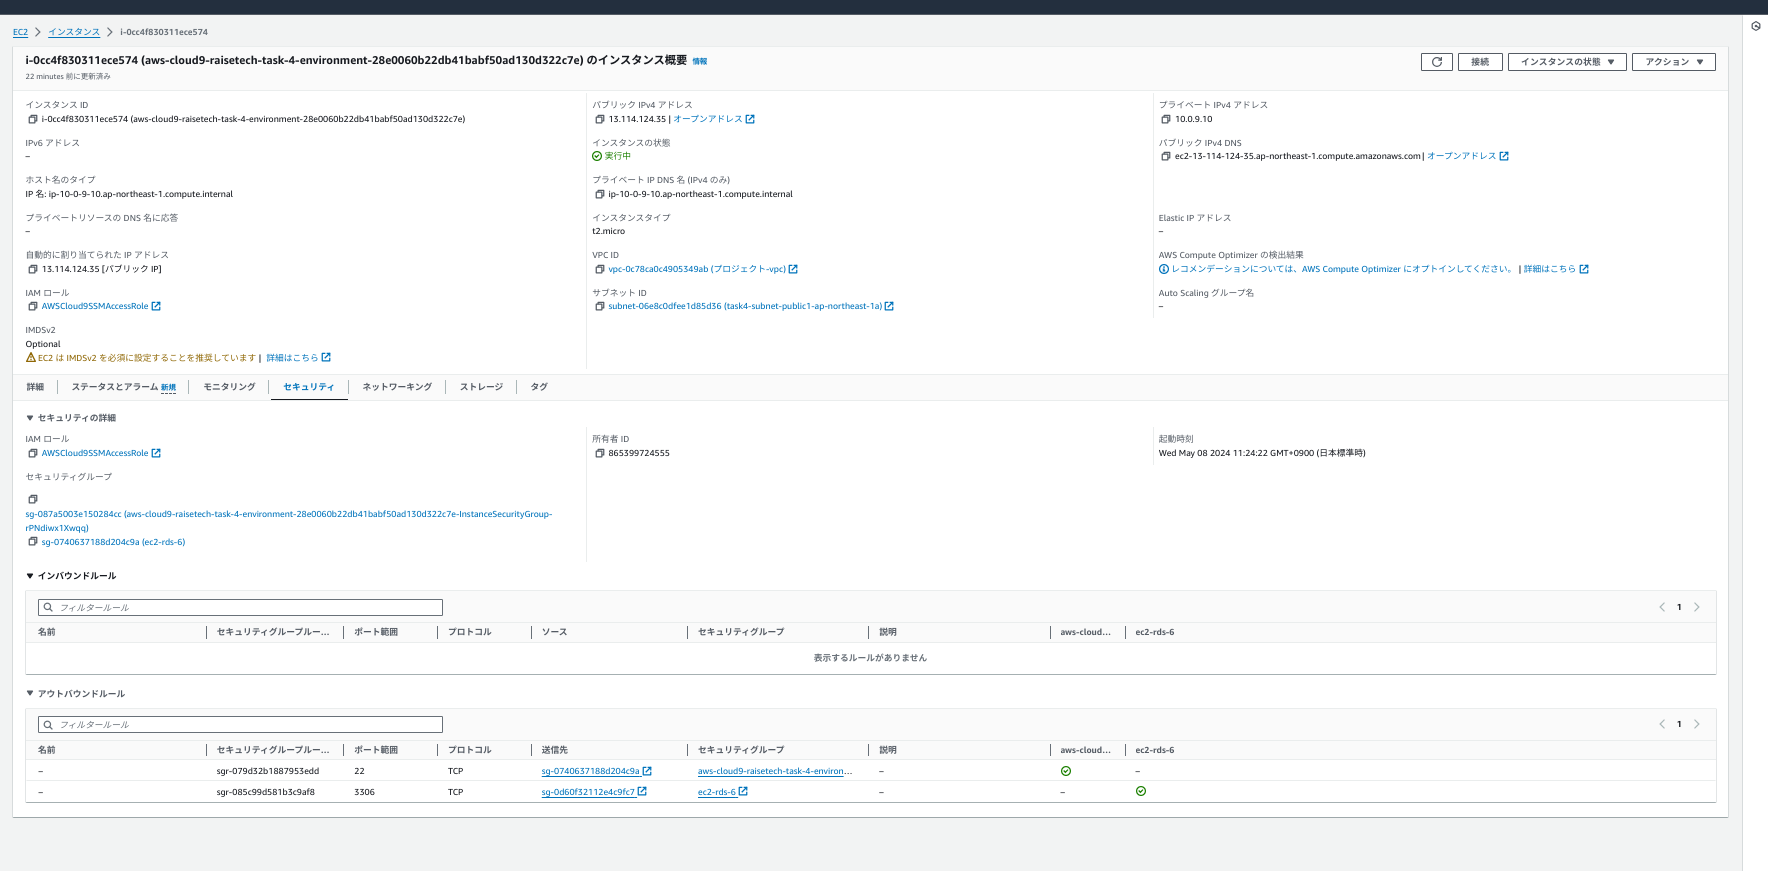 EC2 > インスタンス > i-0cc4f830311ece574
i-0cc4f830311ece574 (aws-cloud9-raisetech-task-4-environment-28e0060b22db41babf50ad130d322c7e) のインスタンス概要 情報
22 minutes 前に更新済み
接続 インスタンスの状態 ▼ アクション ▼
インスタンス ID
i-0cc4f830311ece574 (aws-cloud9-raisetech-task-4-environment-28e0060b22db41babf50ad130d322c7e)
パブリック IPv4 アドレス
13.114.124.35 | オープンアドレス
プライベート IPv4 アドレス
10.0.9.10
IPv6 アドレス
–
インスタンスの状態
実行中
パブリック IPv4 DNS
ec2-13-114-124-35.ap-northeast-1.compute.amazonaws.com | オープンアドレス
ホスト名のタイプ
IP 名: ip-10-0-9-10.ap-northeast-1.compute.internal
プライベート IP DNS 名 (IPv4 のみ)
ip-10-0-9-10.ap-northeast-1.compute.internal
プライベートリソースの DNS 名に応答
–
インスタンスタイプ
t2.micro
Elastic IP アドレス
–
自動的に割り当てられた IP アドレス
13.114.124.35 [パブリック IP]
VPC ID
vpc-0c78ca0c4905349ab (プロジェクト-vpc)
AWS Compute Optimizer の検出結果
レコメンデーションについては、AWS Compute Optimizer にオプトインしてください。 | 詳細はこちら
IAM ロール
AWSCloud9SSMAccessRole
サブネット ID
subnet-06e8c0dfee1d85d36 (task4-subnet-public1-ap-northeast-1a)
Auto Scaling グループ名
–
IMDSv2
Optional
EC2 は IMDSv2 を必須に設定することを推奨しています | 詳細はこちら
詳細 ステータスとアラーム 新規 モニタリング セキュリティ ネットワーキング ストレージ タグ
▼ セキュリティの詳細
IAM ロール
AWSCloud9SSMAccessRole
所有者 ID
865399724555
起動時刻
Wed May 08 2024 11:24:22 GMT+0900 (日本標準時)
セキュリティグループ
sg-087a5003e150284cc (aws-cloud9-raisetech-task-4-environment-28e0060b22db41babf50ad130d322c7e-InstanceSecurityGroup-
rPNdiwx1Xwqq)
sg-0740637188d204c9a (ec2-rds-6)
▼ インバウンドルール
フィルタールール
< 1 >
名前 セキュリティグループルー... ポート範囲 プロトコル ソース セキュリティグループ 説明 aws-cloud... ec2-rds-6
表示するルールがありません
▼ アウトバウンドルール
フィルタールール
< 1 >
名前 セキュリティグループルー... ポート範囲 プロトコル 送信先 セキュリティグループ 説明 aws-cloud... ec2-rds-6
– sgr-079d32b1887953edd 22 TCP sg-0740637188d204c9a aws-cloud9-raisetech-task-4-environ... – –
– sgr-085c99d581b3c9af8 3306 TCP sg-0d60f32112e4c9fc7 ec2-rds-6 – –